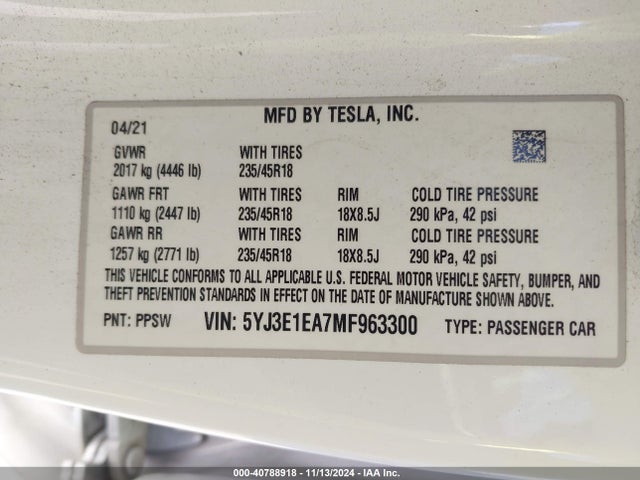 MFD BY TESLA, INC.
04/21
GVWR WITH TIRES
2017 kg (4446 lb) 235/45R18
GAWR FRT WITH TIRES RIM COLD TIRE PRESSURE
1110 kg (2447 lb) 235/45R18 18X8.5J 290 kPa, 42 psi
GAWR RR WITH TIRES RIM COLD TIRE PRESSURE
1257 kg (2771 lb) 235/45R18 18X8.5J 290 kPa, 42 psi
THIS VEHICLE CONFORMS TO ALL APPLICABLE U.S. FEDERAL MOTOR VEHICLE SAFETY, BUMPER, AND
THEFT PREVENTION STANDARDS IN EFFECT ON THE DATE OF MANUFACTURE SHOWN ABOVE.
PNT: PPSW VIN: 5YJ3E1EA7MF963300 TYPE: PASSENGER CAR
000-40788918 - 11/13/2024 - IAA Inc.